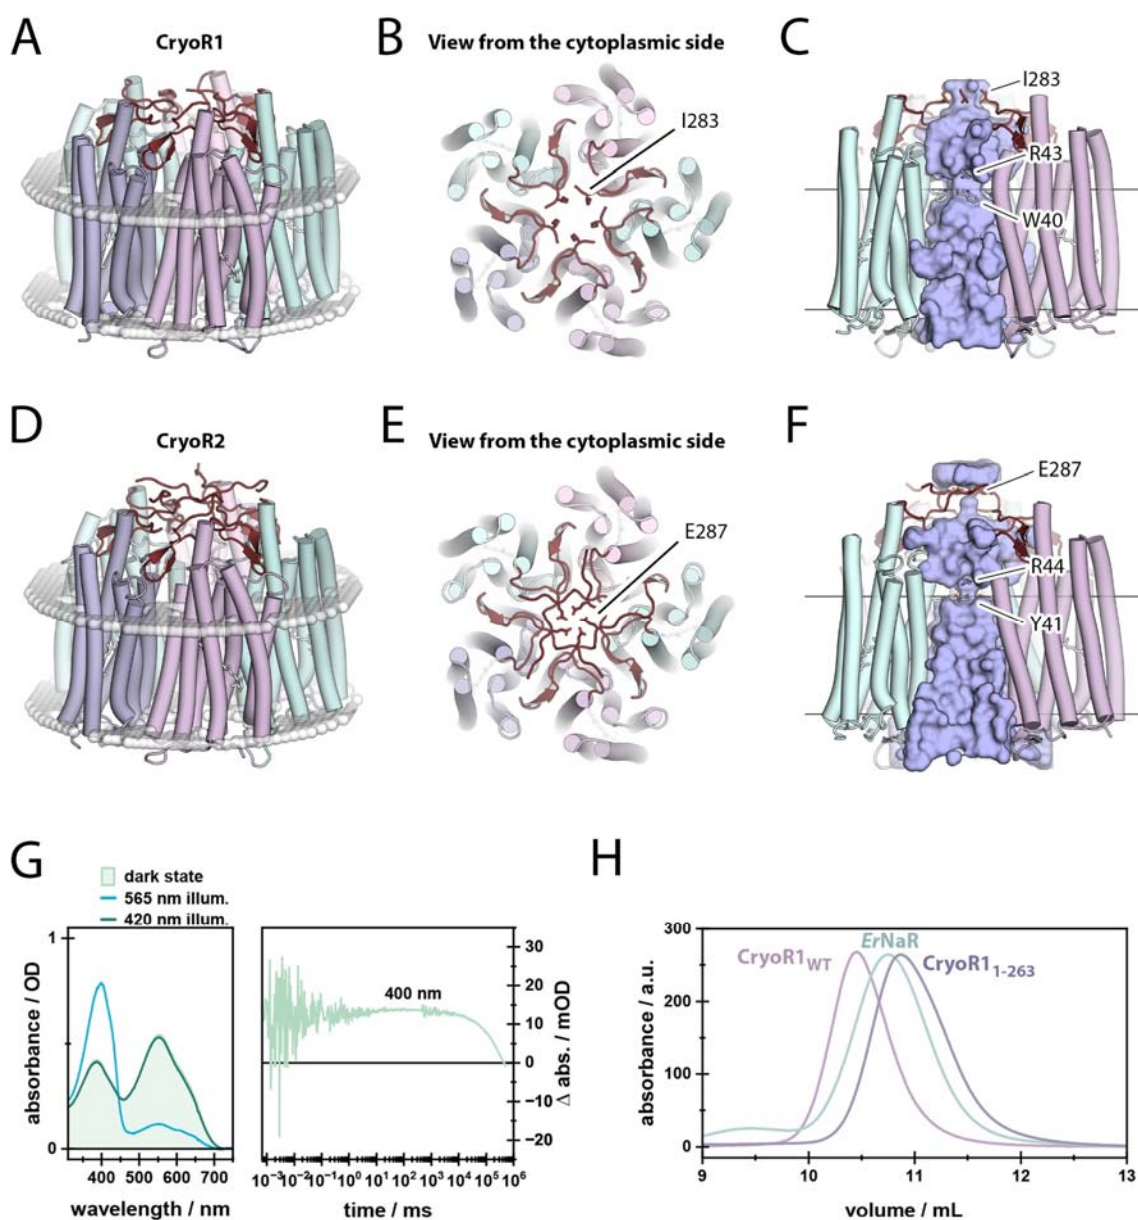 A
CryoR1
B
View from the cytoplasmic side
I283
C
I283
R43
W40
D
CryoR2
E
View from the cytoplasmic side
E287
F
E287
R44
Y41
G
dark state
565 nm illum.
420 nm illum.
1
0
absorbance / OD
400 500 600 700
wavelength / nm
400 nm
30
20
10
0
−10
−20
Δ abs. / mOD
10⁻³ 10⁻² 10⁻¹ 10⁰ 10¹ 10² 10³ 10⁴ 10⁵ 10⁶
time / ms
H
300
200
100
0
absorbance / a.u.
CryoR1WT
ErNaR
CryoR11-263
9 10 11 12 13
volume / mL